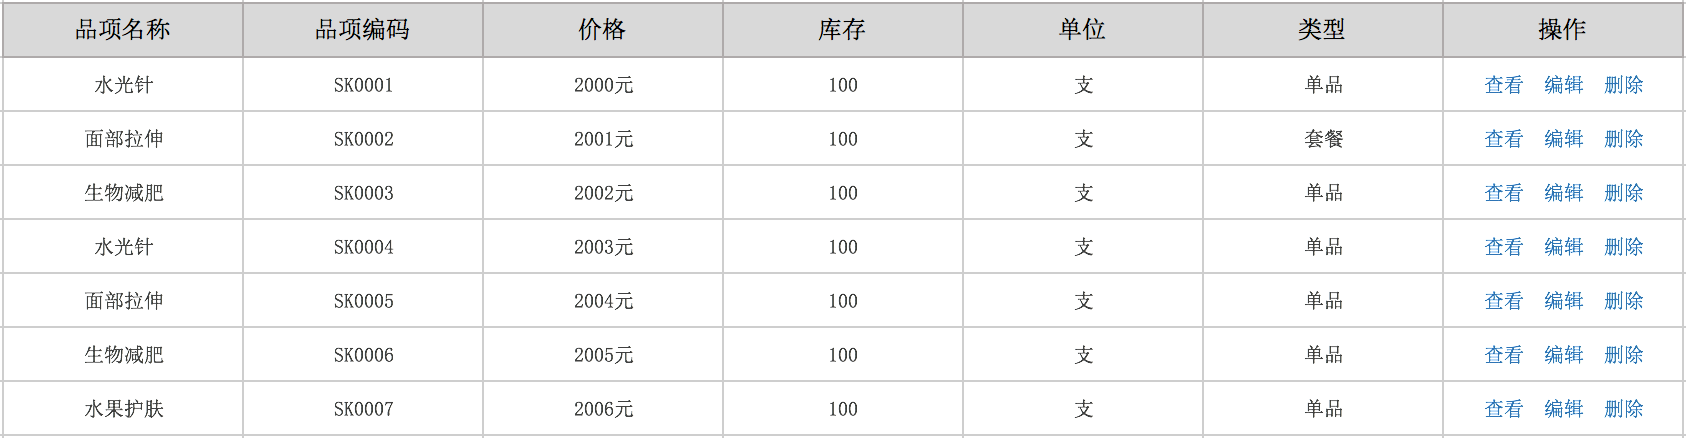 品项名称 品项编码 价格 库存 单位 类型 操作
水光针 SK0001 2000元 100 支 单品 查看 编辑 删除
面部拉伸 SK0002 2001元 100 支 套餐 查看 编辑 删除
生物减肥 SK0003 2002元 100 支 单品 查看 编辑 删除
水光针 SK0004 2003元 100 支 单品 查看 编辑 删除
面部拉伸 SK0005 2004元 100 支 单品 查看 编辑 删除
生物减肥 SK0006 2005元 100 支 单品 查看 编辑 删除
水果护肤 SK0007 2006元 100 支 单品 查看 编辑 删除